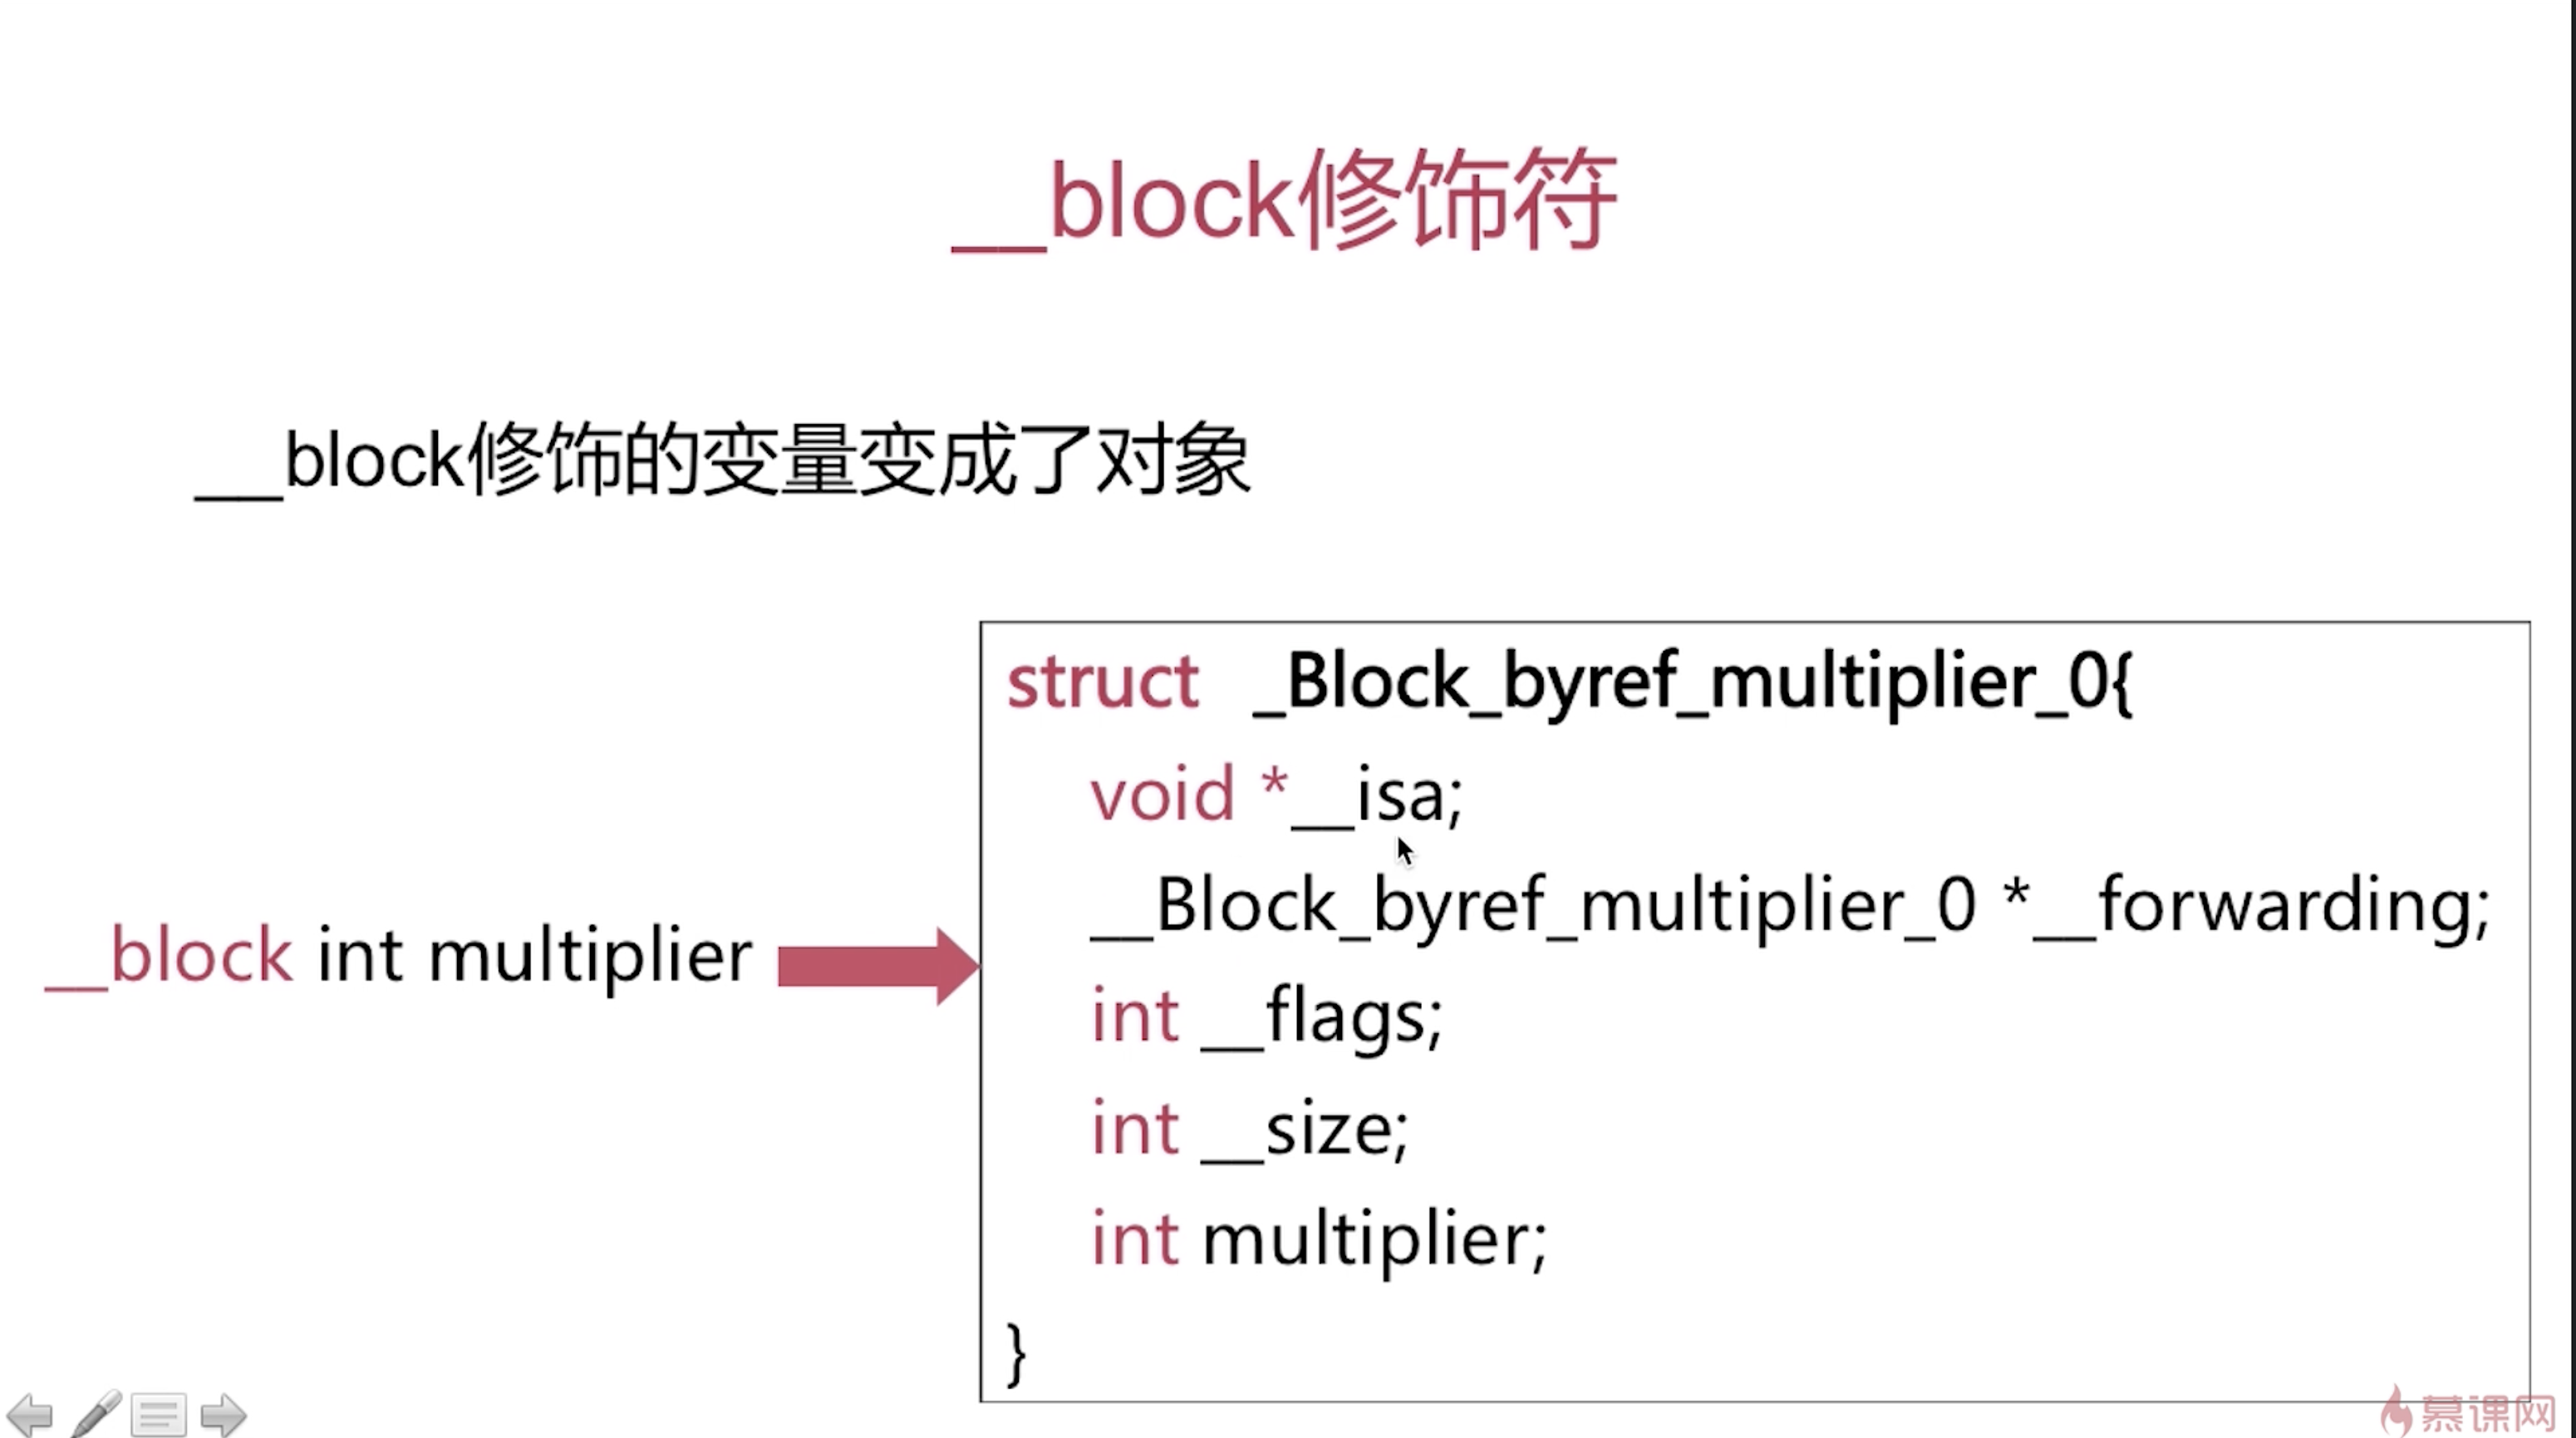 __block修饰符
__block修饰的变量变成了对象
struct _Block_byref_multiplier_0{
void *__isa;
__Block_byref_multiplier_0 *__forwarding;
__block int multiplier
int __flags;
int __size;
int multiplier;
}
慕课网